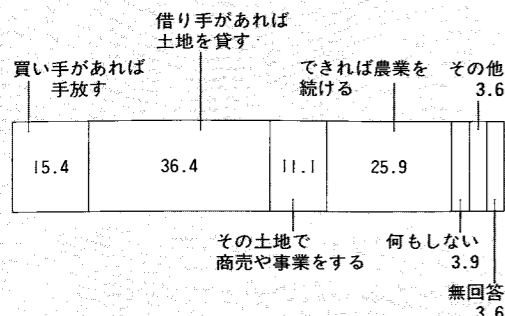 借り手があれば
土地を貸す
買い手があれば
手放す
できれば農業を
続ける
その他
3.6
15.4
36.4
11.1
25.9
その土地で
商売や事業をする
何もしない
3.9
無回答
3.6